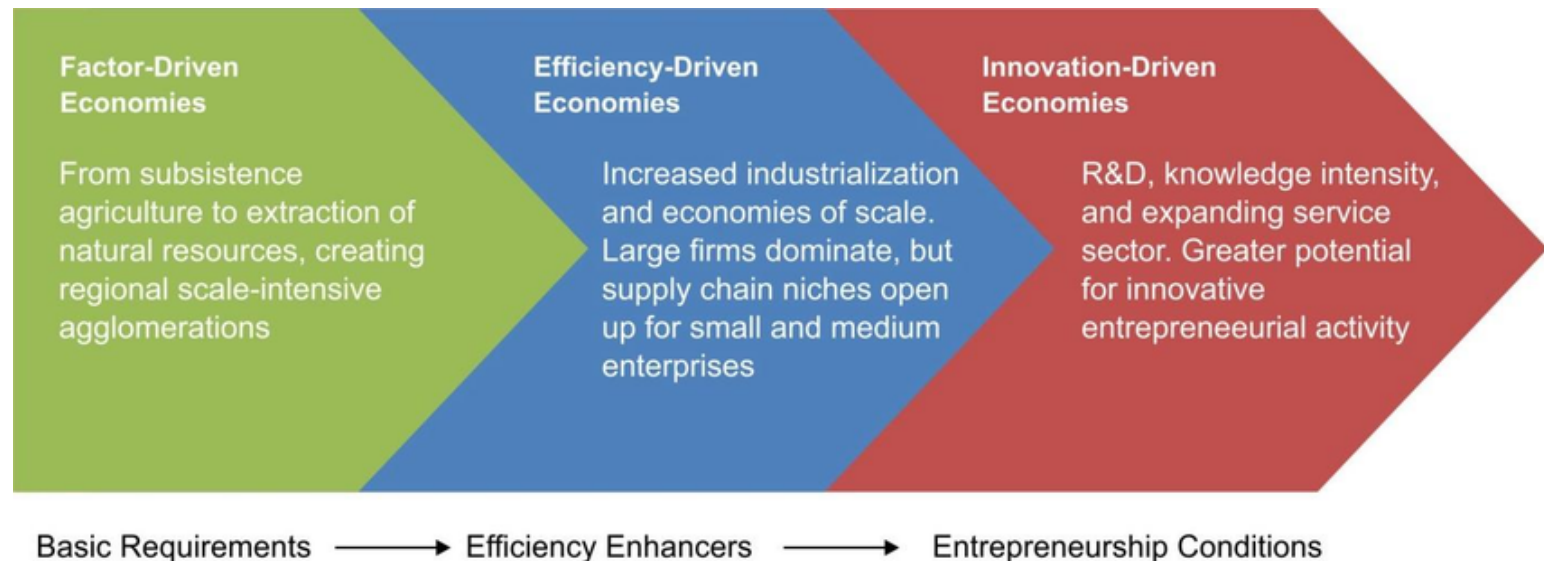 Factor-Driven
Economies
From subsistence
agriculture to extraction of
natural resources, creating
regional scale-intensive
agglomerations
Efficiency-Driven
Economies
Increased industrialization
and economies of scale.
Large firms dominate, but
supply chain niches open
up for small and medium
enterprises
Innovation-Driven
Economies
R&D, knowledge intensity,
and expanding service
sector. Greater potential
for innovative
entrepreneeurial activity
Basic Requirements
Efficiency Enhancers
Entrepreneurship Conditions